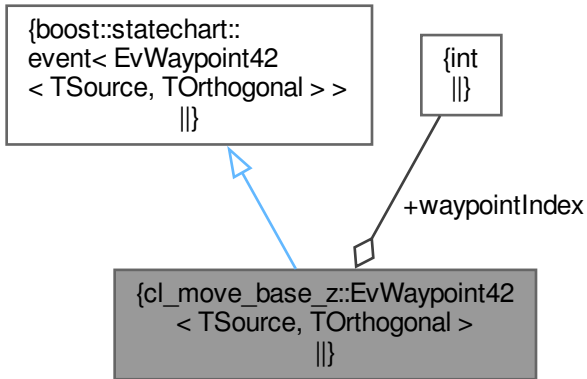 {boost::statechart::
event< EvWaypoint42
< TSource, TOrthogonal > >
||}
{int
||}
+waypointIndex
{cl_move_base_z::EvWaypoint42
< TSource, TOrthogonal >
||}